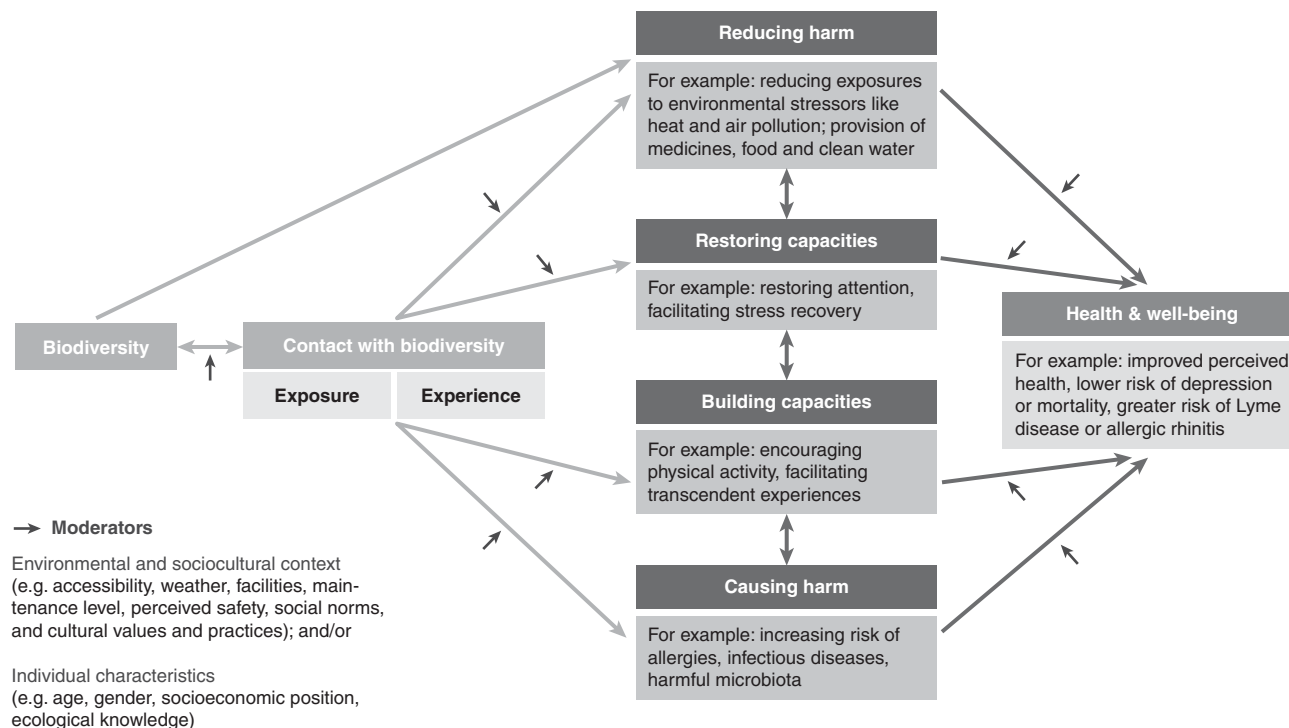 Reducing harm
For example: reducing exposures
to environmental stressors like
heat and air pollution; provision of
medicines, food and clean water
Restoring capacities
For example: restoring attention,
facilitating stress recovery
Biodiversity
Contact with biodiversity
Exposure
Experience
Building capacities
For example: encouraging
physical activity, facilitating
transcendent experiences
Causing harm
For example: increasing risk of
allergies, infectious diseases,
harmful microbiota
Health & well-being
For example: improved perceived
health, lower risk of depression
or mortality, greater risk of Lyme
disease or allergic rhinitis
Moderators
Environmental and sociocultural context
(e.g. accessibility, weather, facilities, main-
tenance level, perceived safety, social norms,
and cultural values and practices); and/or
Individual characteristics
(e.g. age, gender, socioeconomic position,
ecological knowledge)